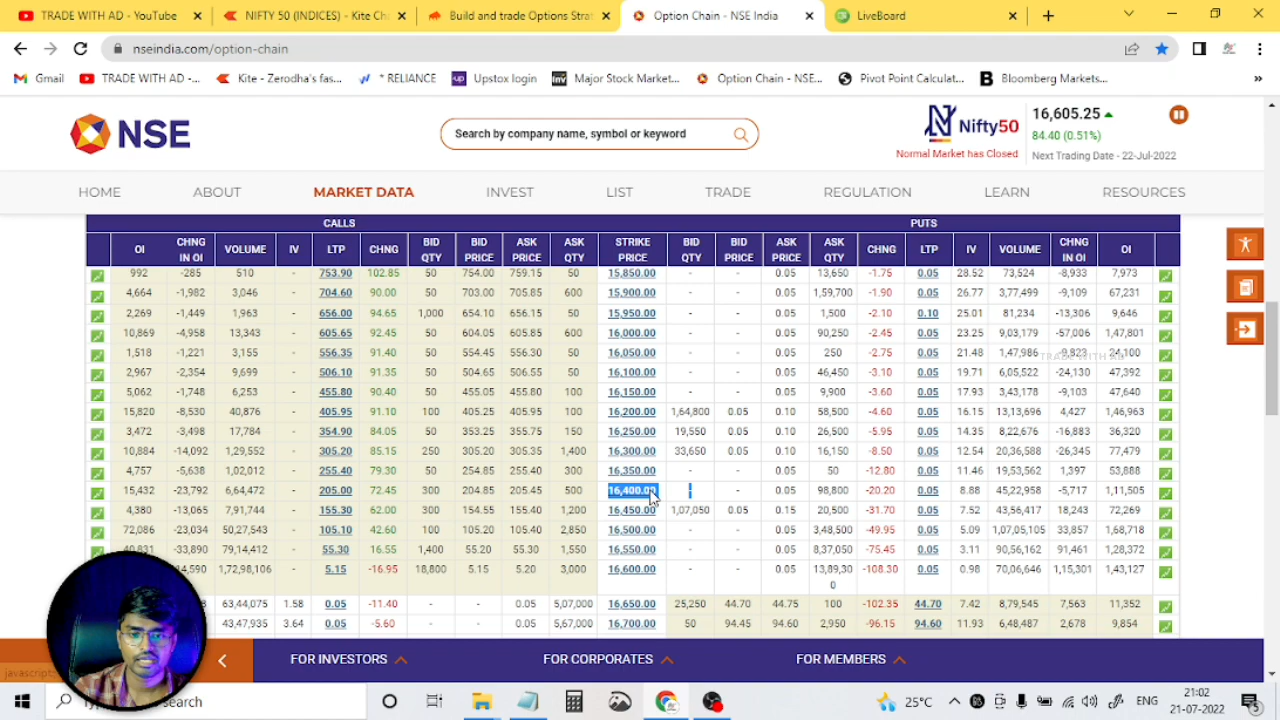 TRADE WITH AD - YouTube
NIFTY 50 (INDICES) - Kite Cha
Build and trade Options Strat
Option Chain - NSE India
LiveBoard
nseindia.com/option-chain
Gmail TRADE WITH AD -... Kite - Zerodha's fas... * RELIANCE Upstox login Major Stock Market... Option Chain - NSE... Pivot Point Calculat... Bloomberg Markets... »
NSE
Search by company name, symbol or keyword
Nifty50
Normal Market has Closed
16,605.25
84.40 (0.51%)
Next Trading Date - 22-Jul-2022
HOME ABOUT MARKET DATA INVEST LIST TRADE REGULATION LEARN RESOURCES
CALLS PUTS
OI CHNG IN OI VOLUME IV LTP CHNG BID QTY BID PRICE ASK PRICE ASK QTY STRIKE PRICE BID QTY BID PRICE ASK PRICE ASK QTY CHNG LTP IV VOLUME CHNG IN OI OI
992 -285 510 - 753.90 102.85 50 754.00 759.15 50 15,850.00 - - 0.05 13,650 -1.75 0.05 28.52 73,524 -8,933 7,973
4,664 -1,982 3,046 - 704.60 90.00 50 703.00 705.85 600 15,900.00 - - 0.05 1,59,700 -1.90 0.05 26.77 3,77,499 -9,109 67,231
2,269 -1,449 1,963 - 656.00 94.65 1,000 654.10 656.15 50 15,950.00 - - 0.05 1,500 -2.10 0.10 25.01 81,234 -13,306 9,646
10,869 -4,958 13,343 - 605.65 92.45 50 604.05 605.85 600 16,000.00 - - 0.05 90,250 -2.45 0.05 23.25 9,03,179 -57,006 1,47,801
1,518 -1,221 3,155 - 556.35 91.40 50 554.45 556.30 50 16,050.00 - - 0.05 250 -2.75 0.05 21.48 1,47,986 -9,823 24,100
TRADE WITH AD
2,967 -2,354 9,699 - 506.10 91.35 50 504.65 506.55 50 16,100.00 - - 0.05 46,450 -3.10 0.05 19.71 6,05,522 -24,130 47,392
5,062 -1,748 6,253 - 455.80 90.40 50 455.05 455.80 100 16,150.00 - - 0.05 9,900 -3.60 0.05 17.93 3,43,178 -9,103 47,640
15,820 -8,530 40,876 - 405.95 91.10 100 405.25 405.95 100 16,200.00 1,64,800 0.05 0.10 58,500 -4.60 0.05 16.15 13,13,696 4,427 1,46,963
3,472 -3,498 17,784 - 354.90 84.05 50 353.25 355.75 150 16,250.00 19,550 0.05 0.10 26,500 -5.95 0.05 14.35 8,22,676 -16,883 36,320
10,884 -14,092 1,29,552 - 305.20 85.15 250 305.20 305.35 1,400 16,300.00 33,650 0.05 0.10 16,150 -8.50 0.05 12.54 20,36,588 -26,345 77,479
4,757 -5,638 1,02,012 - 255.40 79.30 50 254.85 255.40 300 16,350.00 - - 0.05 50 -12.80 0.05 11.46 19,53,562 1,397 53,888
15,432 -23,792 6,64,472 - 205.00 72.45 300 204.85 205.45 500 16,400.00 - - 0.05 98,800 -20.20 0.05 8.88 45,22,958 -5,717 1,11,505
4,380 -13,065 7,91,744 - 155.30 62.00 300 154.55 155.40 1,200 16,450.00 1,07,050 0.05 0.15 20,500 -31.70 0.05 7.52 43,56,417 18,243 72,269
72,086 -23,034 50,27,543 - 105.10 42.60 100 105.20 105.40 2,850 16,500.00 - - 0.05 3,48,500 -49.95 0.05 5.09 1,07,05,105 33,857 1,68,718
40,831 -33,890 79,14,412 - 55.30 16.55 1,400 55.20 55.30 1,550 16,550.00 - - 0.05 8,37,050 -75.45 0.05 3.11 90,56,162 91,461 1,28,372
1,72,98,106 - 5.15 -16.95 18,800 5.15 5.20 3,000 16,600.00 - - 0.05 13,89,300 -108.30 0.05 0.98 70,06,646 1,15,301 1,43,127
63,44,075 1.58 0.05 -11.40 - - 0.05 5,07,000 16,650.00 25,250 44.70 44.75 100 -102.35 44.70 7.42 8,79,545 7,563 11,352
43,47,935 3.64 0.05 -5.60 - - 0.05 5,67,000 16,700.00 50 94.45 94.60 2,950 -96.15 94.60 11.93 6,48,487 2,678 9,854
FOR INVESTORS FOR CORPORATES FOR MEMBERS
25°C ENG 21:02
21-07-2022